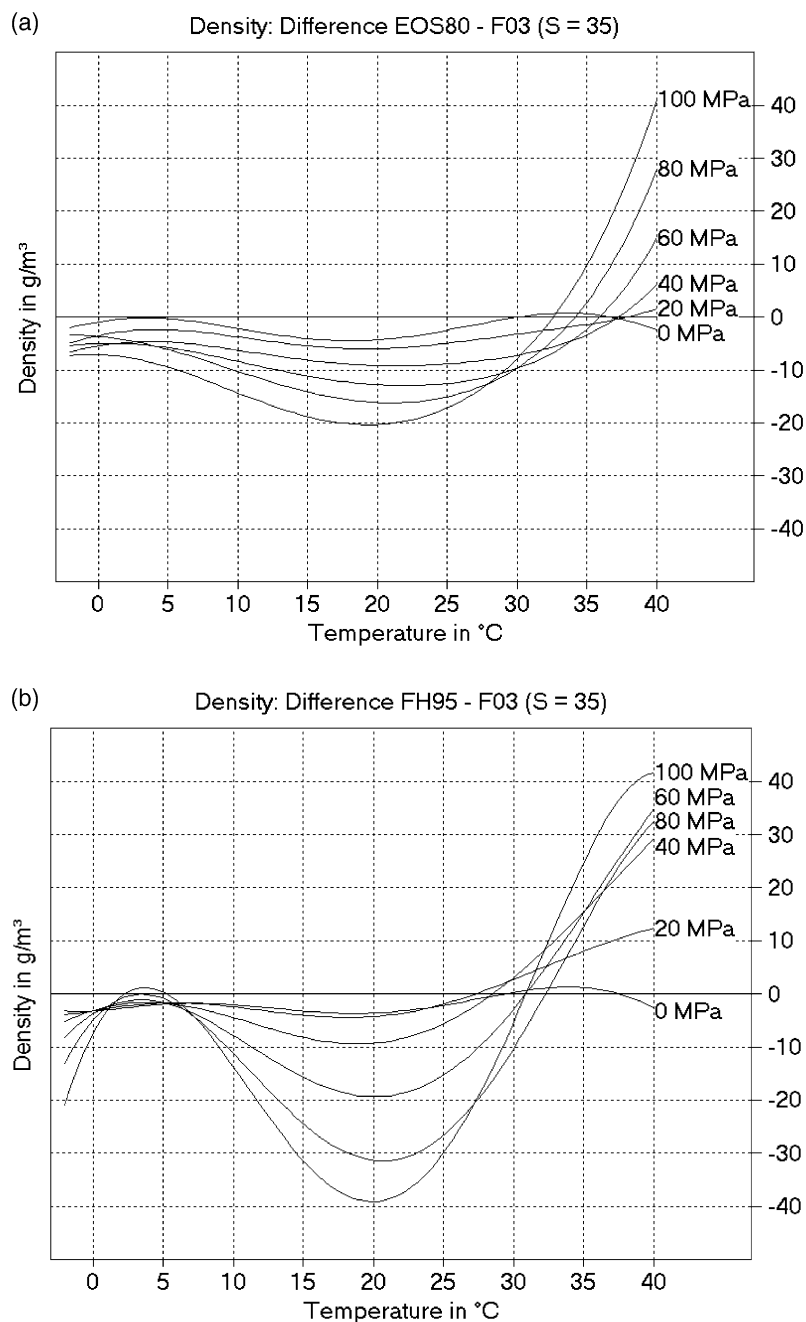 (a)
Density: Difference EOS80 - F03 (S = 35)
100 MPa
80 MPa
60 MPa
40 MPa
20 MPa
0 MPa
40
30
20
10
0
-10
-20
-30
-40
Density in g/m³
0 5 10 15 20 25 30 35 40
Temperature in °C
(b)
Density: Difference FH95 - F03 (S = 35)
100 MPa
60 MPa
80 MPa
40 MPa
20 MPa
0 MPa
40
30
20
10
0
-10
-20
-30
-40
Density in g/m³
0 5 10 15 20 25 30 35 40
Temperature in °C